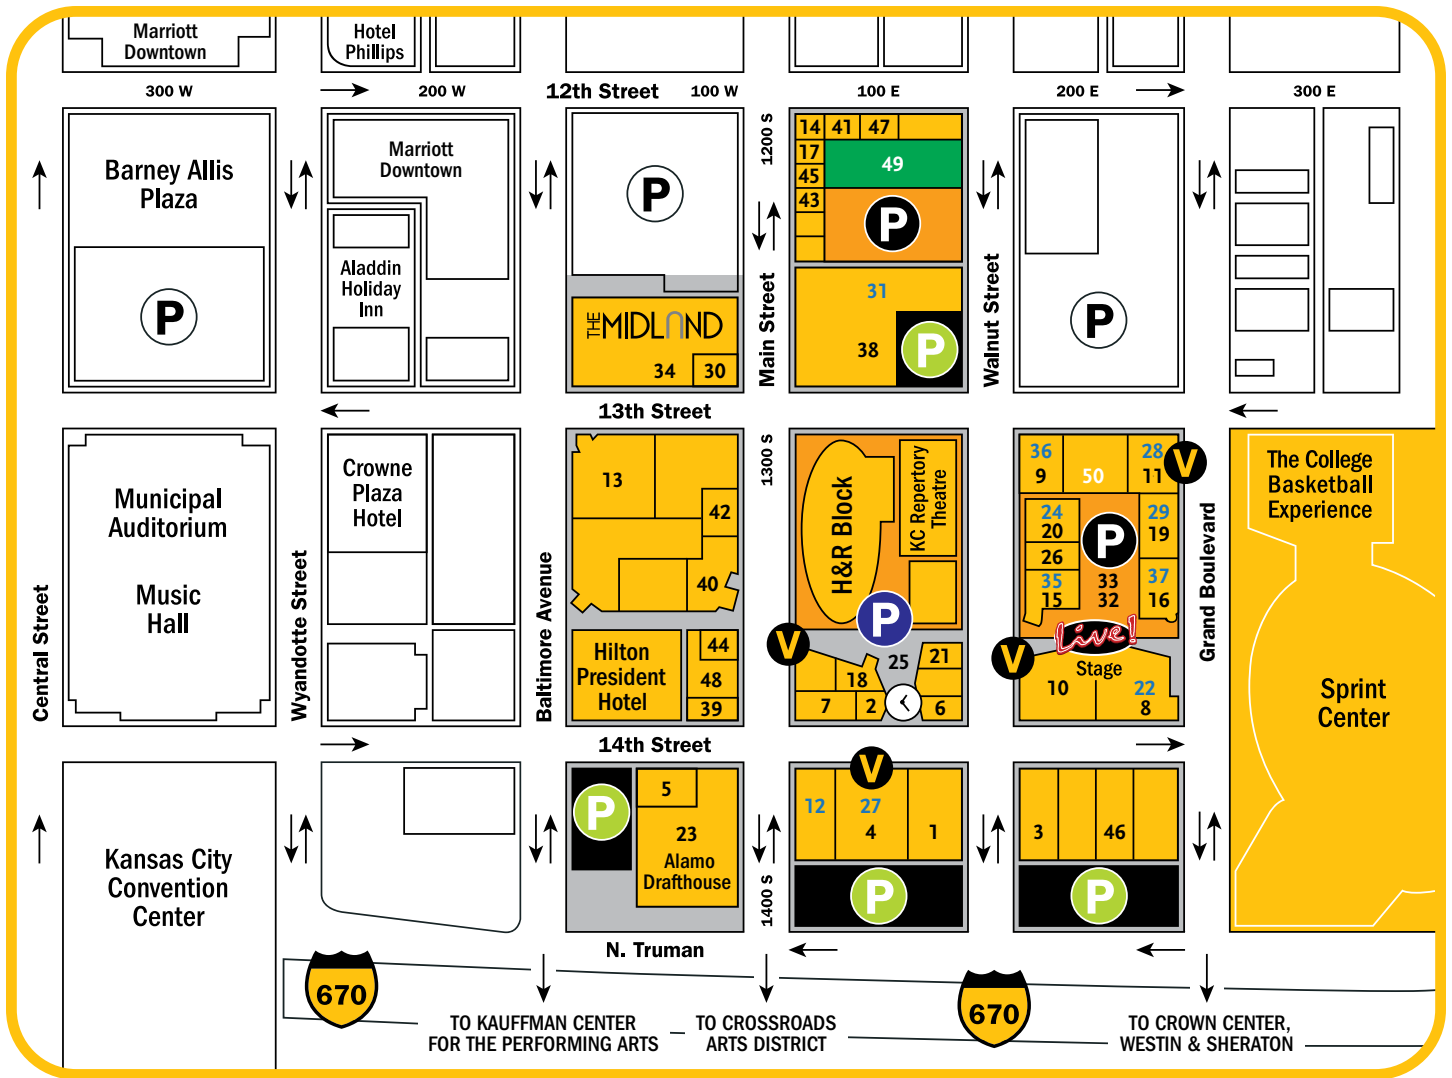 Marriott
Downtown
Hotel
Phillips
300 W
200 W
12th Street
100 W
100 E
200 E
300 E
Barney Allis
Plaza
P
Marriott
Downtown
Aladdin
Holiday
Inn
P
THE MIDLAND
34
30
1200 S
Main Street
14
41
47
17
49
45
43
P
31
38
P
Walnut Street
P
13th Street
Municipal
Auditorium
Music
Hall
Central Street
Wyandotte Street
Crowne
Plaza
Hotel
Baltimore Avenue
13
42
40
Hilton
President
Hotel
44
48
39
1300 S
H&R Block
KC Repertory
Theatre
P
V
25
21
18
7
2
6
36
9
50
28
11
V
24
20
29
19
P
26
35
15
33
32
37
16
Live!
Stage
V
10
22
8
Grand Boulevard
The College
Basketball
Experience
Sprint
Center
14th Street
Kansas City
Convention
Center
P
5
23
Alamo
Drafthouse
1400 S
V
12
27
4
1
P
3
46
P
N. Truman
670
670
TO KAUFFMAN CENTER
FOR THE PERFORMING ARTS
TO CROSSROADS
ARTS DISTRICT
TO CROWN CENTER,
WESTIN & SHERATON